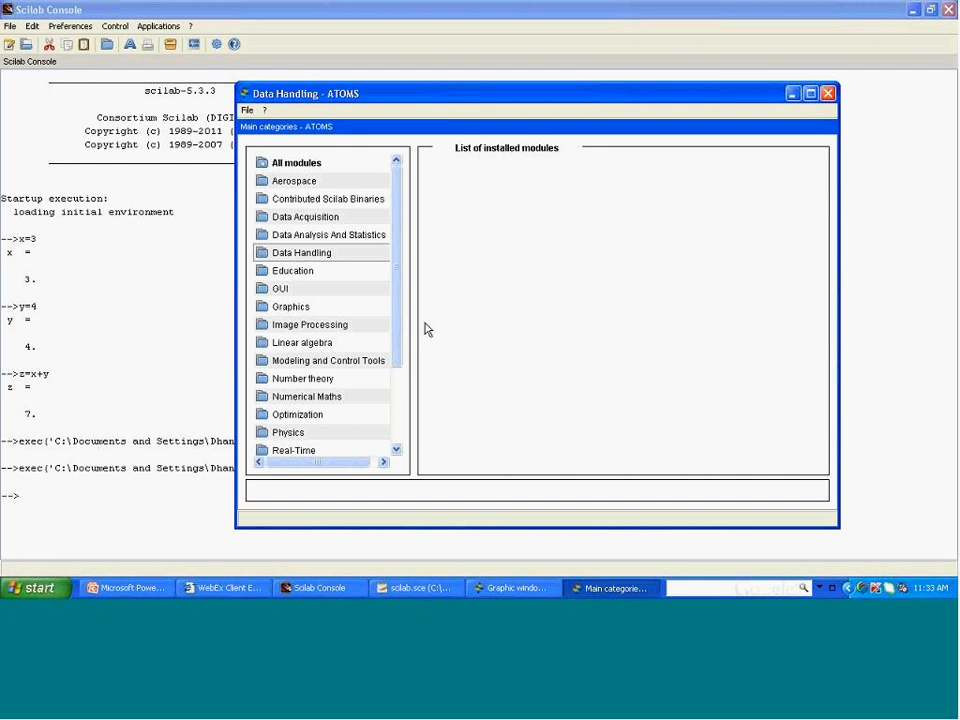 Scilab Console
File Edit Preferences Control Applications ?
Scilab Console
scilab-5.3.3
Consortium Scilab (DIGI
Copyright (c) 1989-2011 (
Copyright (c) 1989-2007 (
Startup execution:
loading initial environment
-->x=3
x =
3.
-->y=4
y =
4.
-->z=x+y
z =
7.
-->exec('C:\Documents and Settings\Dhan
-->exec('C:\Documents and Settings\Dhan
-->
Data Handling - ATOMS
File ?
Main categories - ATOMS
All modules
Aerospace
Contributed Scilab Binaries
Data Acquisition
Data Analysis And Statistics
Data Handling
Education
GUI
Graphics
Image Processing
Linear algebra
Modeling and Control Tools
Number theory
Numerical Maths
Optimization
Physics
Real-Time
List of installed modules
start Microsoft Powe... WebEx Client E... Scilab Console scilab.sce (C:\... Graphic windo... Main categorie... 11:33 AM